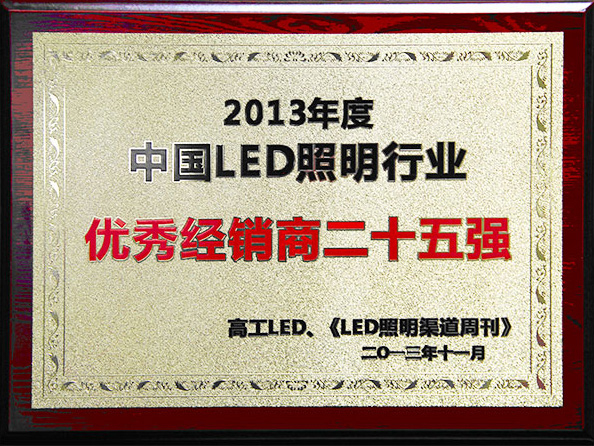 2013年度
中国LED照明行业
优秀经销商二十五强
高工LED、《LED照明渠道周刊》
二〇一三年十一月